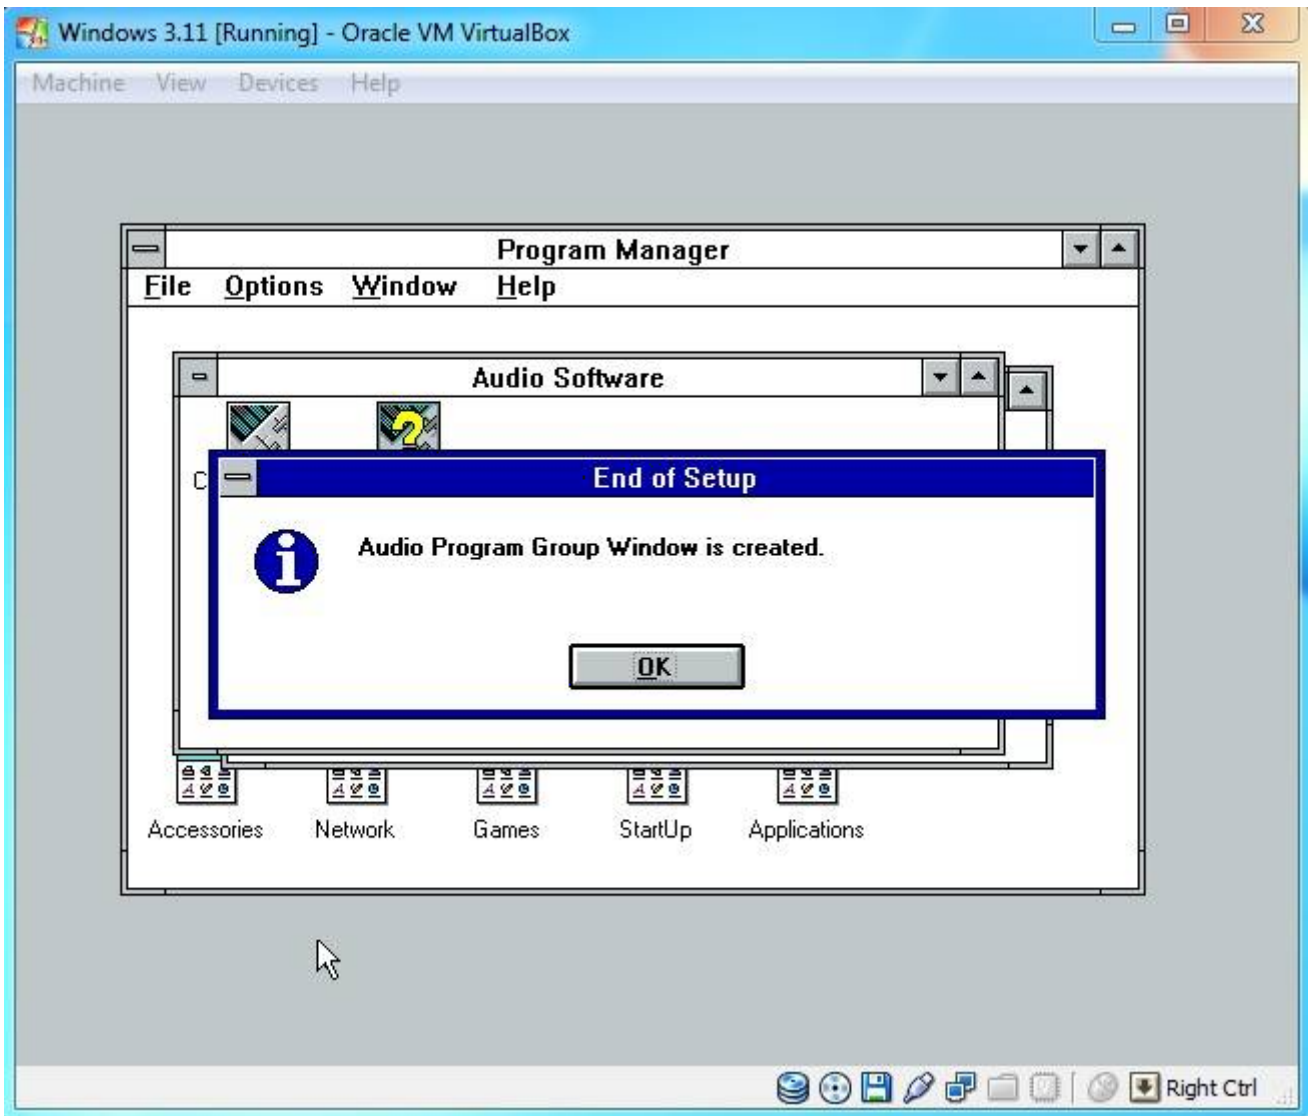 Windows 3.11 [Running] - Oracle VM VirtualBox
Machine View Devices Help
Program Manager
File Options Window Help
Audio Software
C
End of Setup
Audio Program Group Window is created.
OK
Accessories Network Games StartUp Applications
Right Ctrl